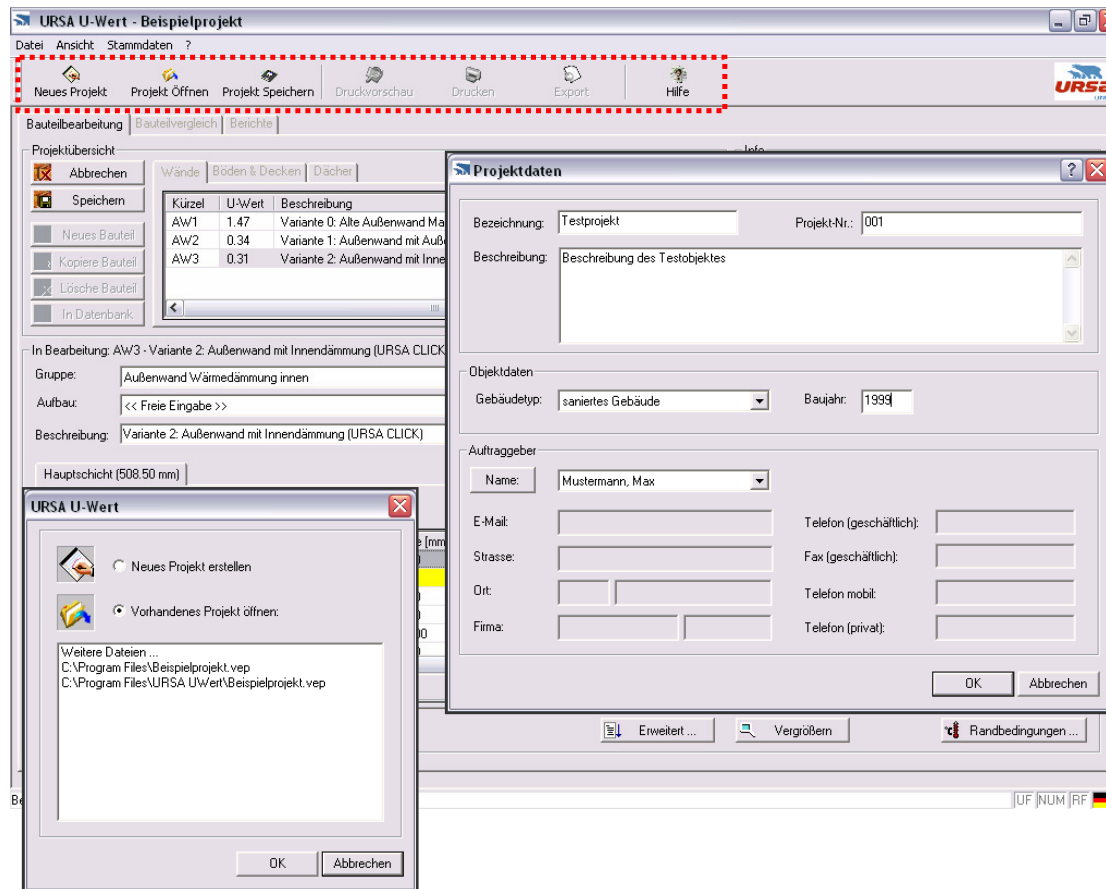 URSA U-Wert - Beispielprojekt
Datei Ansicht Stammdaten ?
Neues Projekt Projekt Öffnen Projekt Speichern Druckvorschau Drucken Export Hilfe
URSA
Bauteilbearbeitung Bauteilvergleich Berichte
Projektübersicht
Info
Abbrechen
Speichern
Neues Bauteil
Kopiere Bauteil
Lösche Bauteil
In Datenbank
Wände Böden & Decken Dächer
Kürzel U-Wert Beschreibung
AW1 1.47 Variante 0: Alte Außenwand Ma
AW2 0.34 Variante 1: Außenwand mit Auß
AW3 0.31 Variante 2: Außenwand mit Inne
In Bearbeitung: AW3 - Variante 2: Außenwand mit Innendämmung (URSA CLICK
Gruppe: Außenwand Wärmedämmung innen
Aufbau: << Freie Eingabe >>
Beschreibung: Variante 2: Außenwand mit Innendämmung (URSA CLICK)
Hauptschicht (508.50 mm)
Projektdaten
Bezeichnung: Testprojekt Projekt-Nr.: 001
Beschreibung: Beschreibung des Testobjektes
Objektdaten
Gebäudetyp: saniertes Gebäude Baujahr: 1999
Auftraggeber
Name: Mustermann, Max
E-Mail: Telefon (geschäftlich):
Strasse: Fax (geschäftlich):
Ort: Telefon mobil:
Firma: Telefon (privat):
OK Abbrechen
URSA U-Wert
Neues Projekt erstellen
Vorhandenes Projekt öffnen:
Weitere Dateien ...
C:\Program Files\Beispielprojekt.vep
C:\Program Files\URSA UWert\Beispielprojekt.vep
OK Abbrechen
Erweitert ... Vergrößern Randbedingungen ...
UF NUM RF